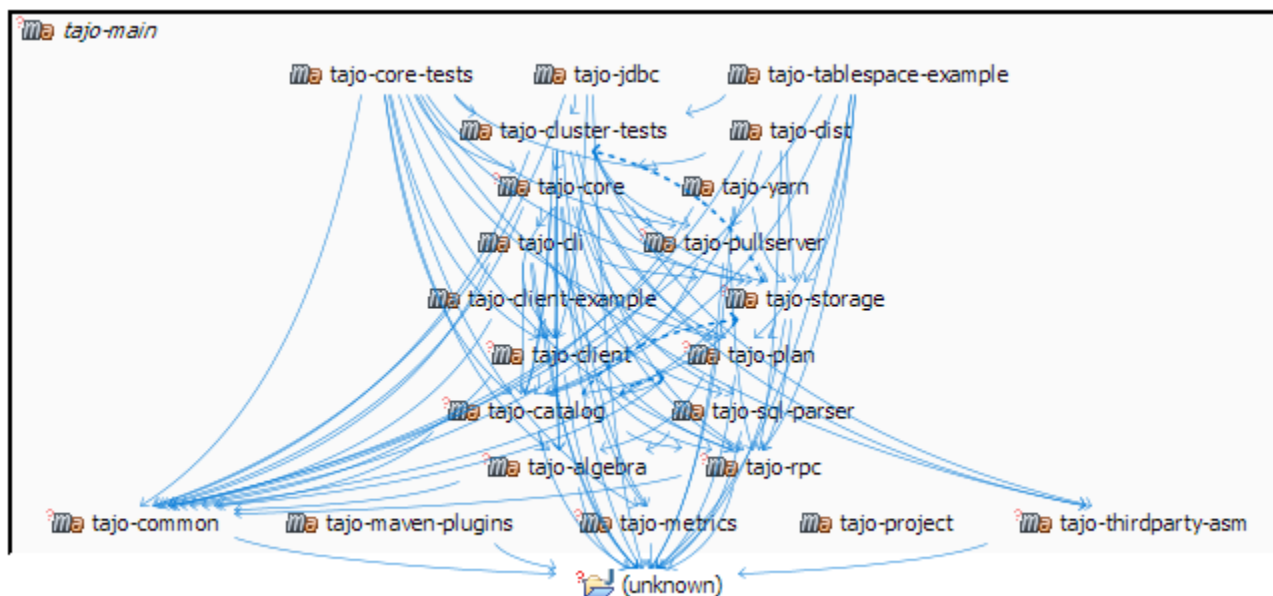 tajo-main
tajo-core-tests tajo-jdbc tajo-tablespace-example
tajo-cluster-tests tajo-dist
tajo-core tajo-yarn
tajo-cli tajo-pullserver
tajo-client-example tajo-storage
tajo-client tajo-plan
tajo-catalog tajo-sql-parser
tajo-algebra tajo-rpc
tajo-common tajo-maven-plugins tajo-metrics tajo-project tajo-thirdparty-asm
(unknown)